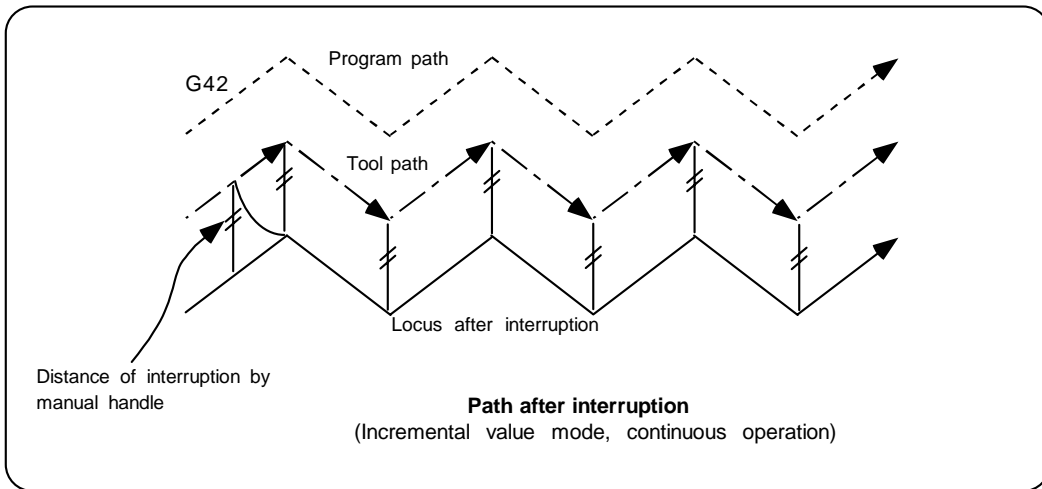 Program path
G42
Tool path
Locus after interruption
Distance of interruption by
manual handle
Path after interruption
(Incremental value mode, continuous operation)